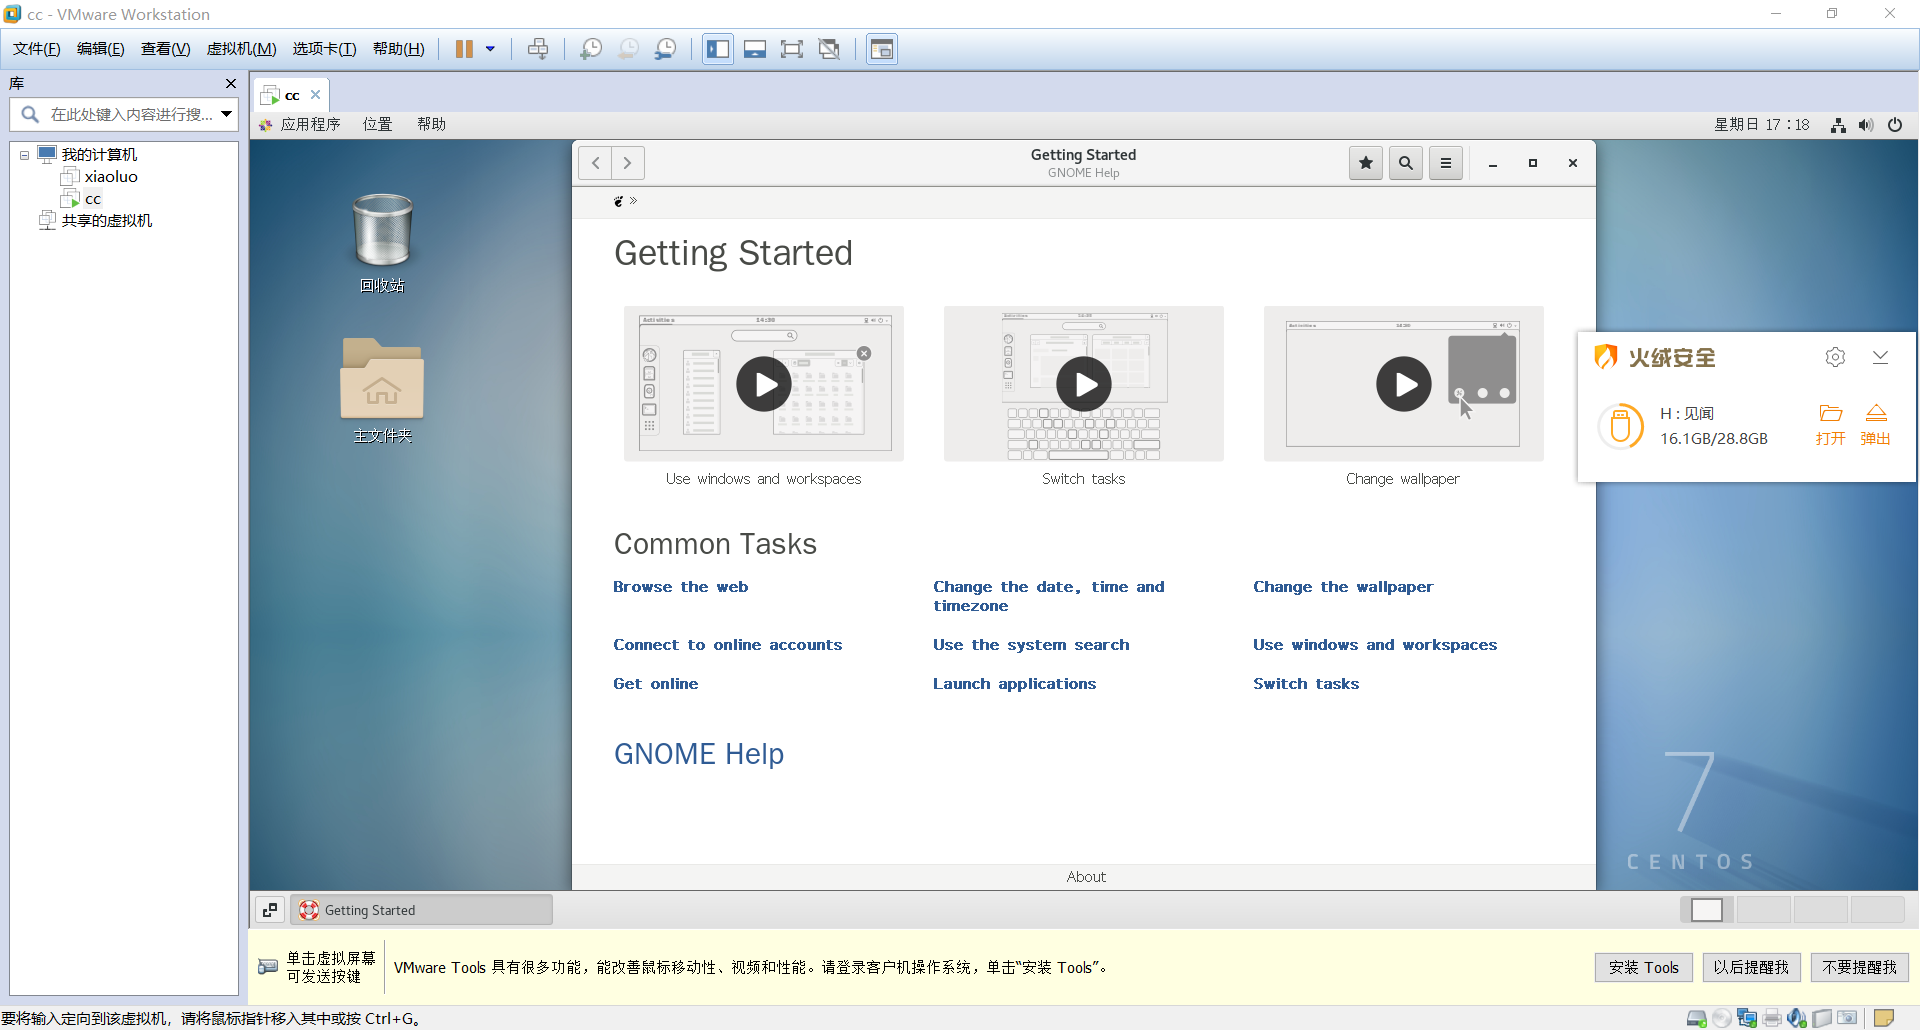 cc - VMware Workstation
文件(F) 编辑(E) 查看(V) 虚拟机(M) 选项卡(T) 帮助(H)
库
在此处键入内容进行搜...
我的计算机
xiaoluo
cc
共享的虚拟机
cc
应用程序 位置 帮助
星期日 17：18
回收站
主文件夹
Getting Started
GNOME Help
Getting Started
Activities 14:30
Activities 14:30
Activities 14:30
Use windows and workspaces
Switch tasks
Change wallpaper
Common Tasks
Browse the web
Change the date, time and
timezone
Change the wallpaper
Connect to online accounts
Use the system search
Use windows and workspaces
Get online
Launch applications
Switch tasks
GNOME Help
About
火绒安全
H : 见闻
16.1GB/28.8GB
打开 弹出
7
CENTOS
Getting Started
单击虚拟屏幕
可发送按键
VMware Tools 具有很多功能，能改善鼠标移动性、视频和性能。请登录客户机操作系统，单击“安装 Tools”。
安装 Tools 以后提醒我 不要提醒我
要将输入定向到该虚拟机，请将鼠标指针移入其中或按 Ctrl+G。